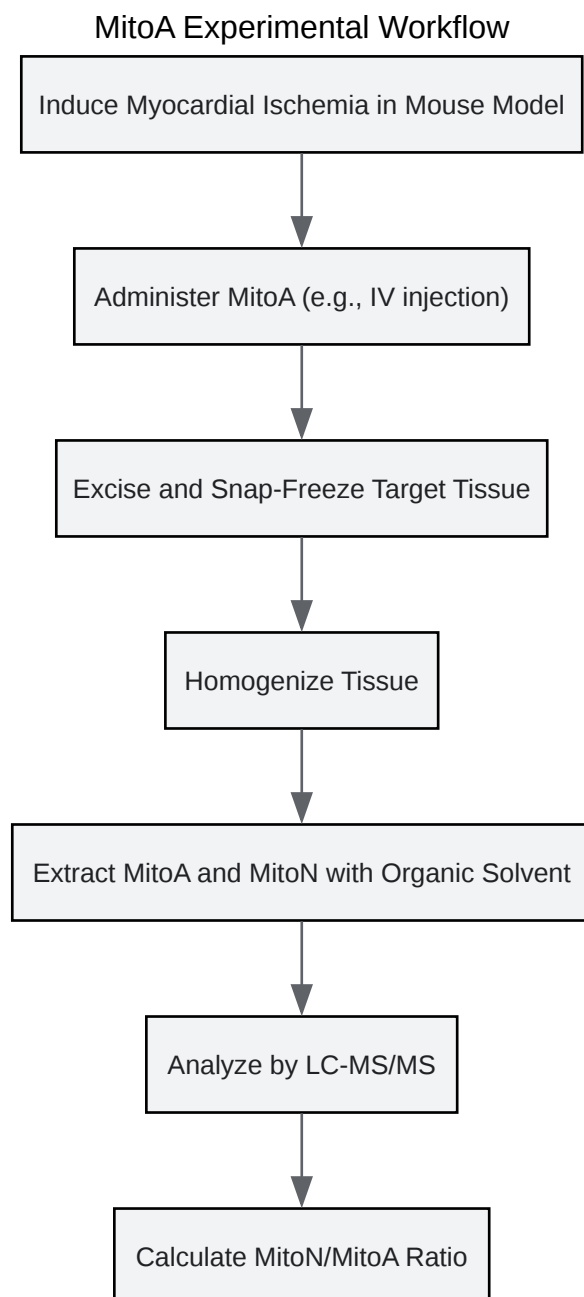 MitoA Experimental Workflow
Induce Myocardial Ischemia in Mouse Model
Administer MitoA (e.g., IV injection)
Excise and Snap-Freeze Target Tissue
Homogenize Tissue
Extract MitoA and MitoN with Organic Solvent
Analyze by LC-MS/MS
Calculate MitoN/MitoA Ratio